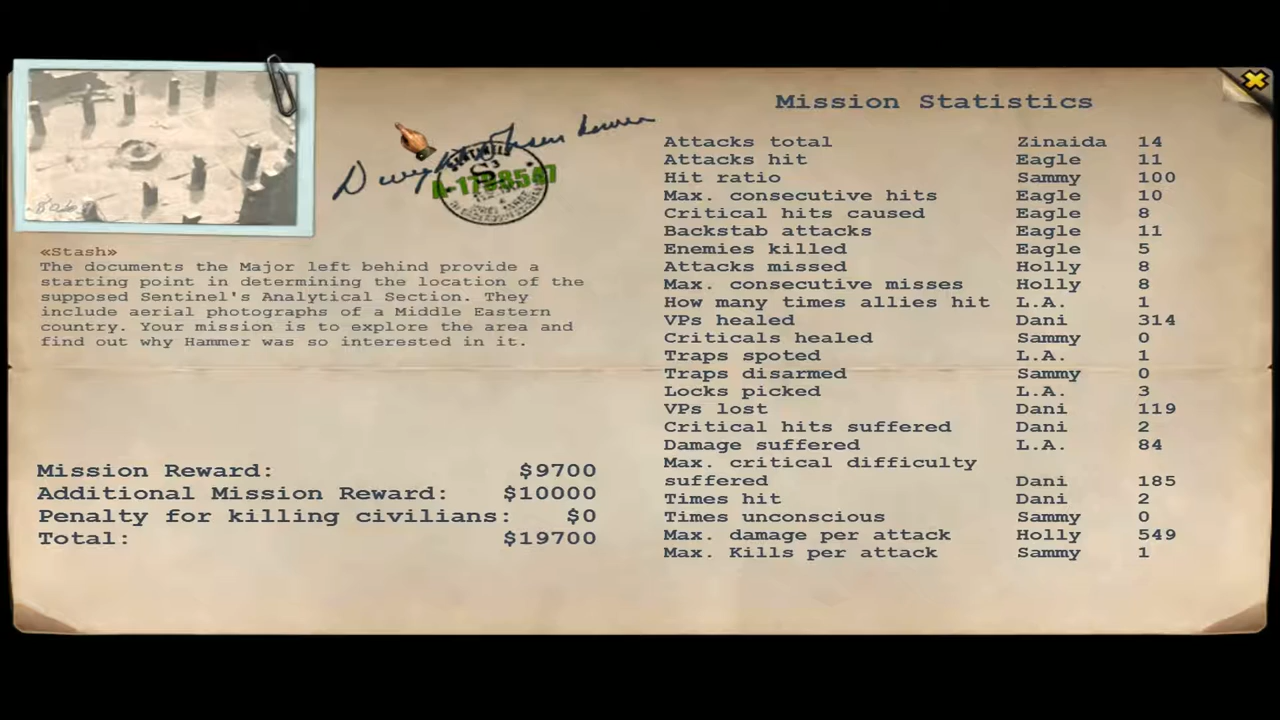 «Stash»
The documents the Major left behind provide a
starting point in determining the location of the
supposed Sentinel's Analytical Section. They
include aerial photographs of a Middle Eastern
country. Your mission is to explore the area and
find out why Hammer was so interested in it.
Mission Reward: $9700
Additional Mission Reward: $10000
Penalty for killing civilians: $0
Total: $19700
Mission Statistics
Attacks total Zinaida 14
Attacks hit Eagle 11
Hit ratio Sammy 100
Max. consecutive hits Eagle 10
Critical hits caused Eagle 8
Backstab attacks Eagle 11
Enemies killed Eagle 5
Attacks missed Holly 8
Max. consecutive misses Holly 8
How many times allies hit L.A. 1
VPs healed Dani 314
Criticals healed Sammy 0
Traps spoted L.A. 1
Traps disarmed Sammy 0
Locks picked L.A. 3
VPs lost Dani 119
Critical hits suffered Dani 2
Damage suffered L.A. 84
Max. critical difficulty
suffered Dani 185
Times hit Dani 2
Times unconscious Sammy 0
Max. damage per attack Holly 549
Max. Kills per attack Sammy 1